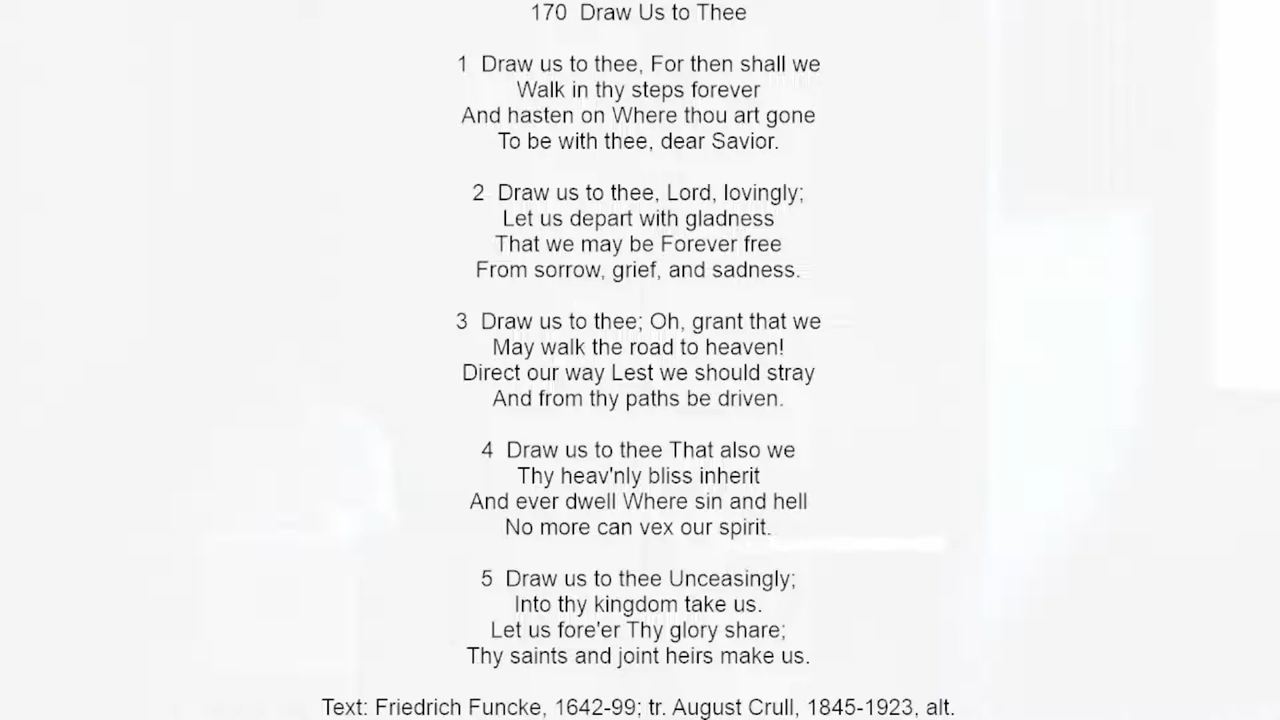 170 Draw Us to Thee
1 Draw us to thee, For then shall we
Walk in thy steps forever
And hasten on Where thou art gone
To be with thee, dear Savior.
2 Draw us to thee, Lord, lovingly;
Let us depart with gladness
That we may be Forever free
From sorrow, grief, and sadness.
3 Draw us to thee; Oh, grant that we
May walk the road to heaven!
Direct our way Lest we should stray
And from thy paths be driven.
4 Draw us to thee That also we
Thy heav'nly bliss inherit
And ever dwell Where sin and hell
No more can vex our spirit.
5 Draw us to thee Unceasingly;
Into thy kingdom take us.
Let us fore'er Thy glory share;
Thy saints and joint heirs make us.
Text: Friedrich Funcke, 1642-99; tr. August Crull, 1845-1923, alt.